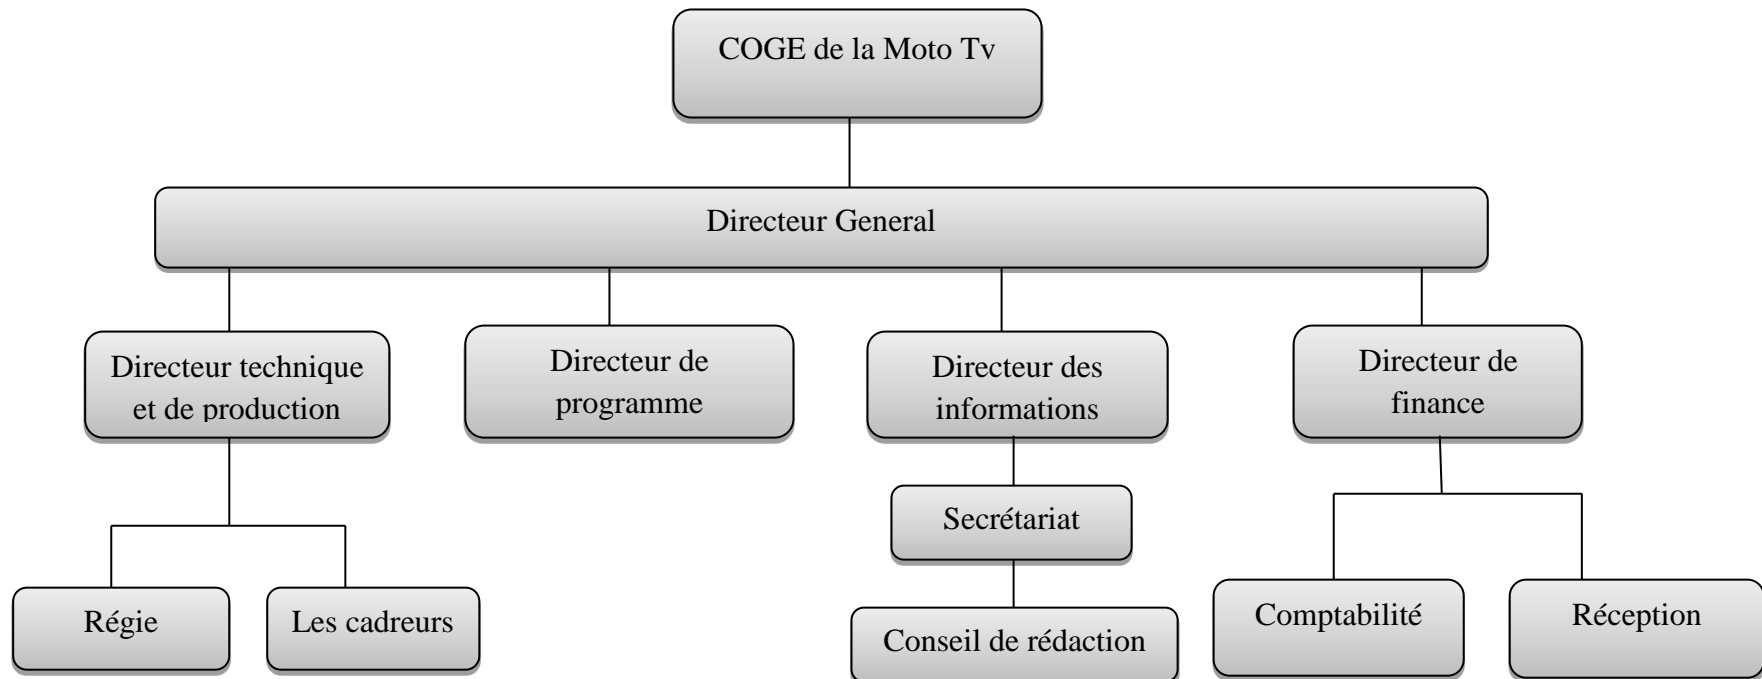 COGE de la Moto Tv
Directeur General
Directeur technique
et de production
Directeur de
programme
Directeur des
informations
Directeur de
finance
Secrétariat
Régie
Les cadreurs
Conseil de rédaction
Comptabilité
Réception